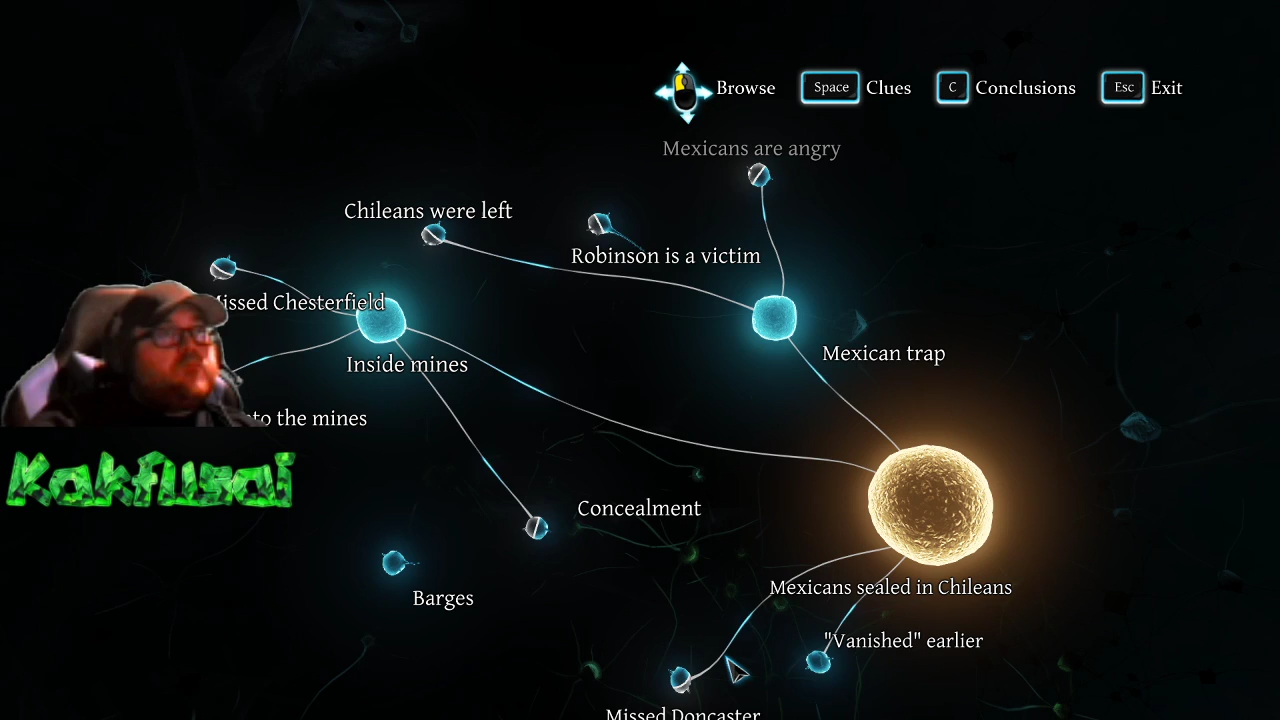 Browse
Space
Clues
C
Conclusions
Esc
Exit
Mexicans are angry
Chileans were left
Robinson is a victim
issed Chesterfield
Inside mines
Mexican trap
to the mines
Kakfusai
Concealment
Barges
Mexicans sealed in Chileans
"Vanished" earlier
Missed Doncaster